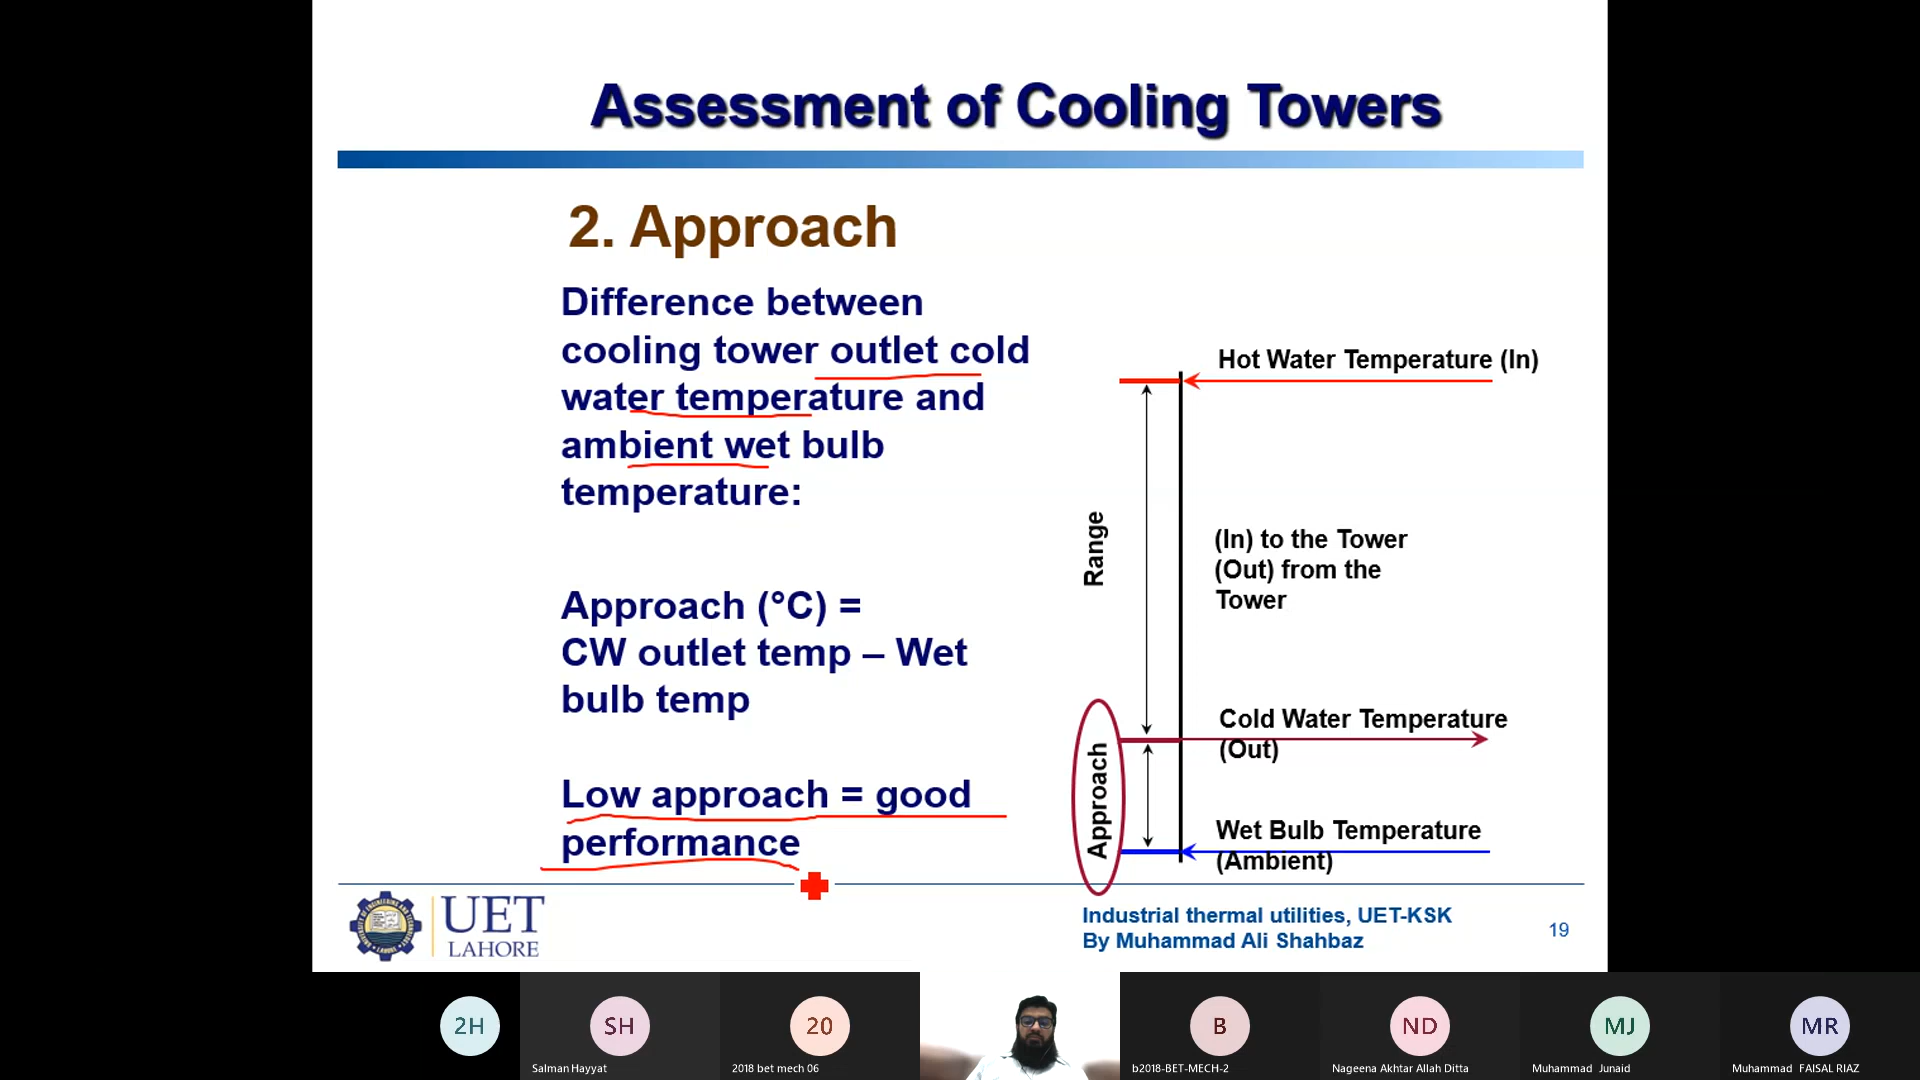 Assessment of Cooling Towers
2. Approach
Difference between
cooling tower outlet cold
water temperature and
ambient wet bulb
temperature:
Approach (°C) =
CW outlet temp – Wet
bulb temp
Low approach = good
performance
Hot Water Temperature (In)
Range
(In) to the Tower
(Out) from the
Tower
Cold Water Temperature
(Out)
Approach
Wet Bulb Temperature
(Ambient)
UET
LAHORE
Industrial thermal utilities, UET-KSK
By Muhammad Ali Shahbaz
19
2H
SH
Salman Hayyat
20
2018 bet mech 06
B
b2018-BET-MECH-2
ND
Nageena Akhtar Allah Ditta
MJ
Muhammad Junaid
MR
Muhammad FAISAL RIAZ